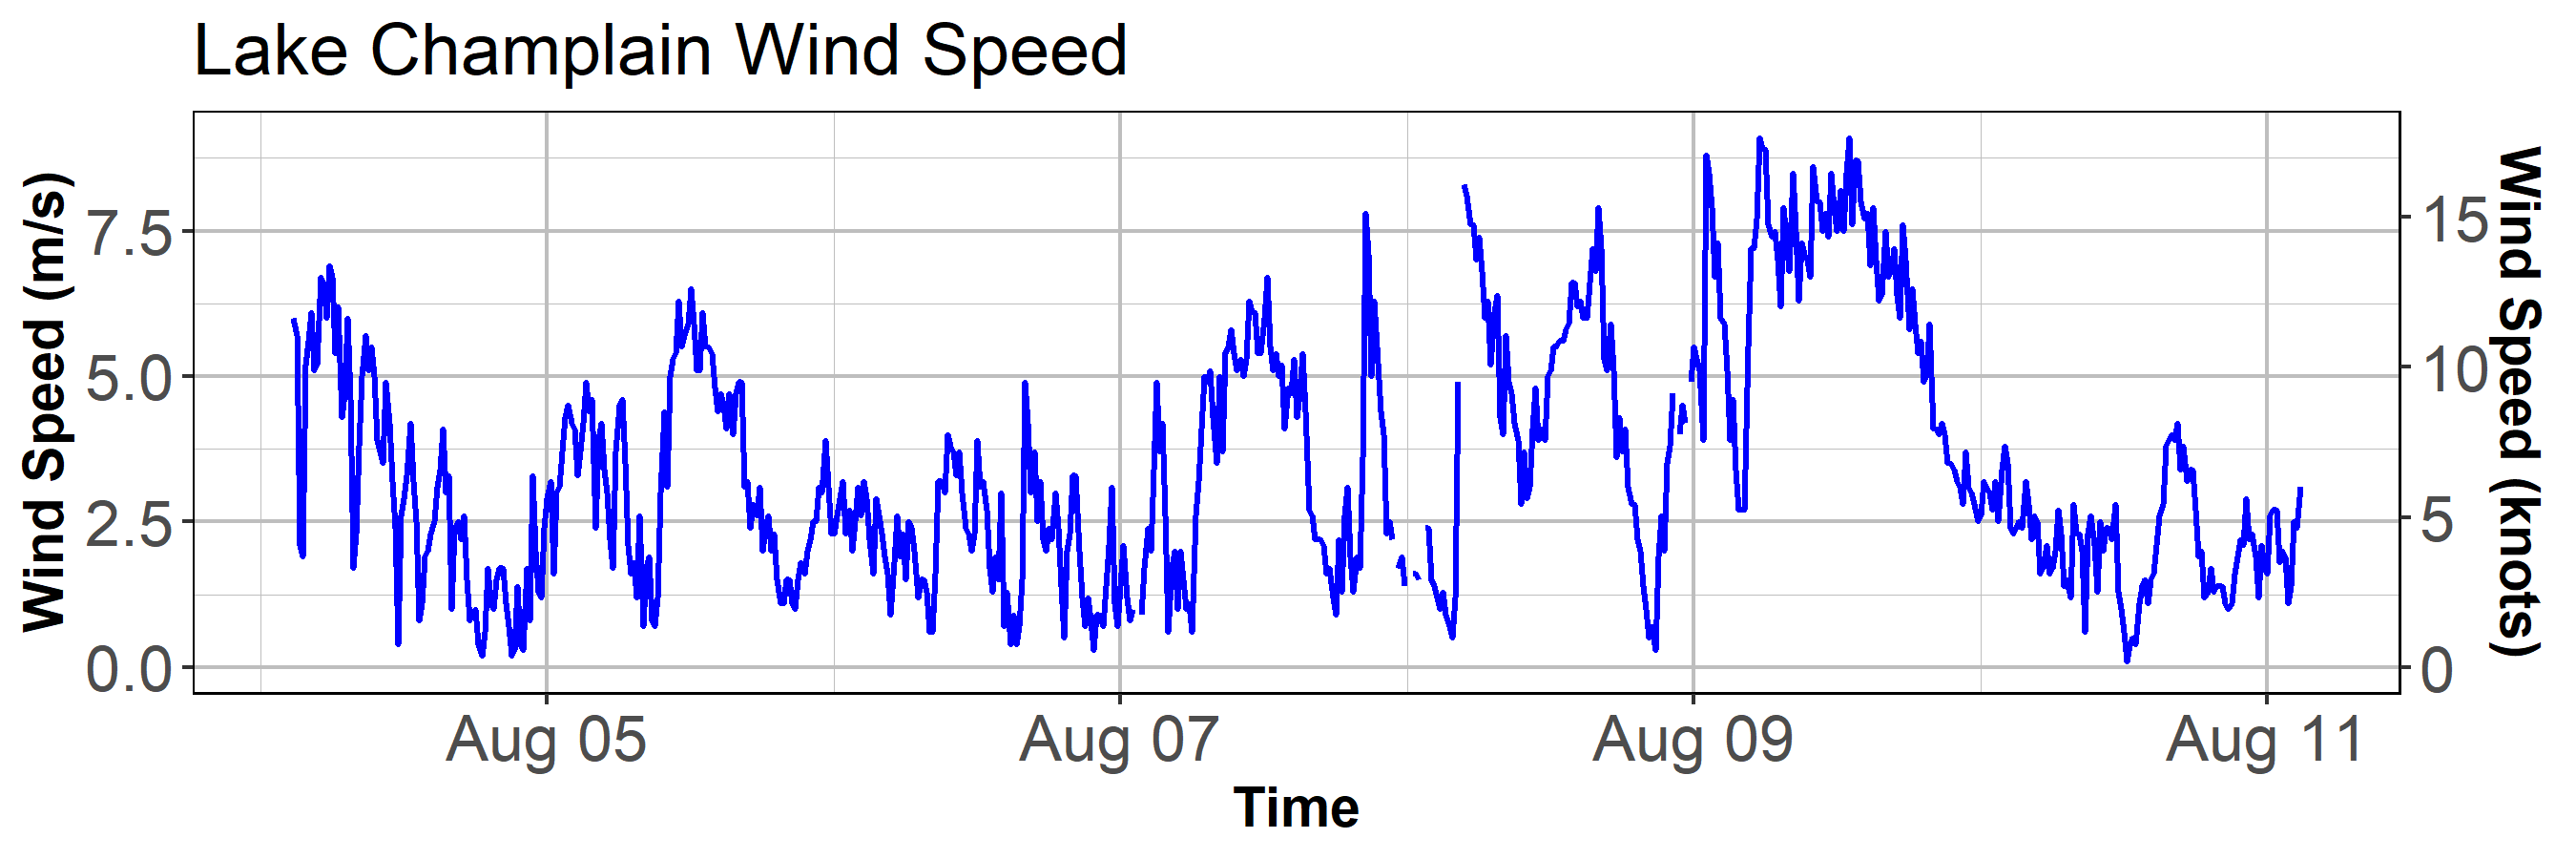 Lake Champlain Wind Speed
Wind Speed (m/s)
7.5
5.0
2.5
0.0
Wind Speed (knots)
15
10
5
0
Aug 05
Aug 07
Aug 09
Aug 11
Time